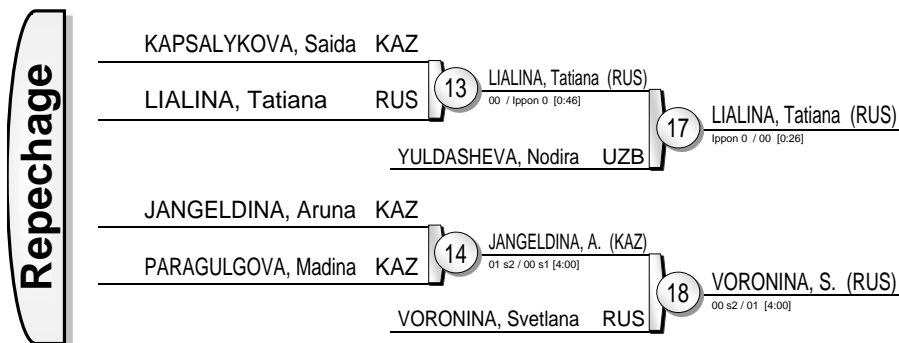 Repechage
KAPSALYKOVA, Saida KAZ
LIALINA, Tatiana RUS
13
LIALINA, Tatiana (RUS)
00 / Ippon 0 [0:46]
YULDASHEVA, Nodira UZB
17
LIALINA, Tatiana (RUS)
Ippon 0 / 00 [0:26]
JANGELDINA, Aruna KAZ
PARAGULGOVA, Madina KAZ
14
JANGELDINA, A. (KAZ)
01 s2 / 00 s1 [4:00]
VORONINA, Svetlana RUS
18
VORONINA, S. (RUS)
00 s2 / 01 [4:00]